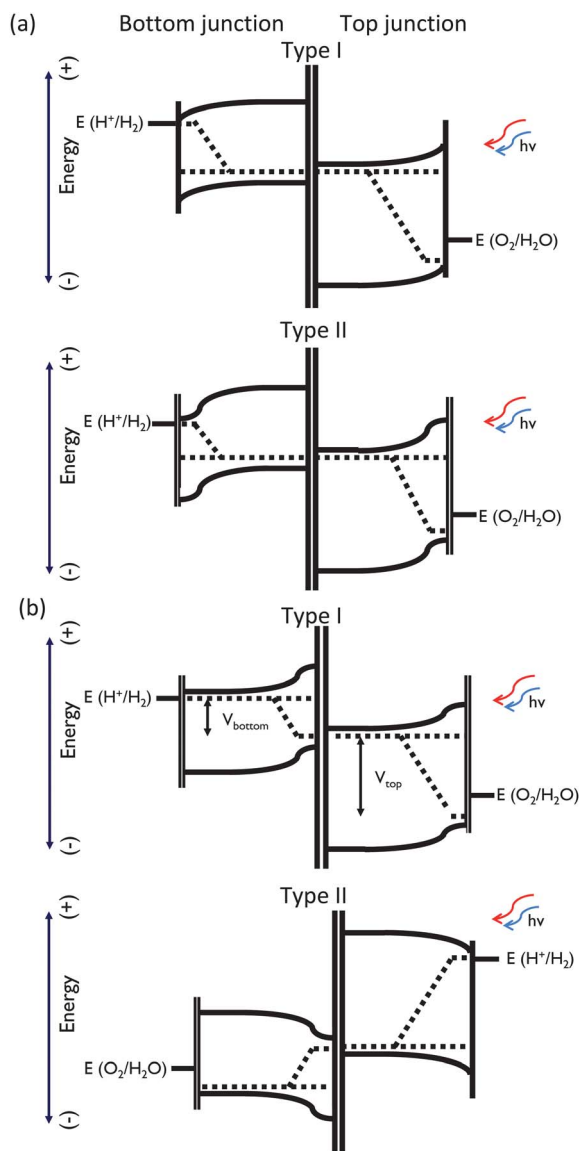 (a)
Bottom junction Top junction
Type I
(+)
E (H⁺/H₂)
Energy
hν
E (O₂/H₂O)
(-)
Type II
(+)
E (H⁺/H₂)
Energy
hν
E (O₂/H₂O)
(-)
(b)
Type I
(+)
E (H⁺/H₂)
Energy
hν
V_bottom
V_top
E (O₂/H₂O)
(-)
Type II
(+)
hν
E (H⁺/H₂)
Energy
E (O₂/H₂O)
(-)